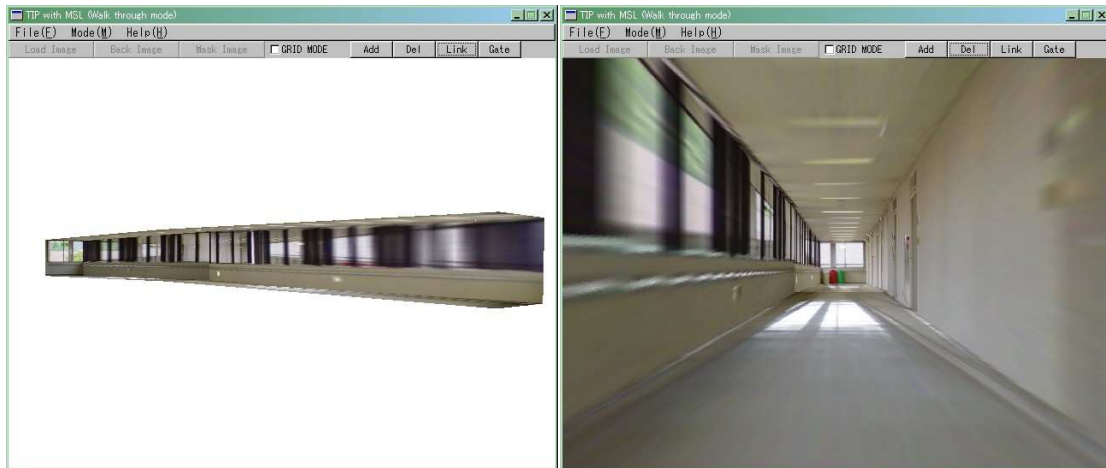 TIP with MSL (Walk through mode)
File(F) Mode(M) Help(H)
Load Image Back Image Mask Image GRID MODE Add Del Link Gate
TIP with MSL (Walk through mode)
File(F) Mode(M) Help(H)
Load Image Back Image Mask Image GRID MODE Add Del Link Gate